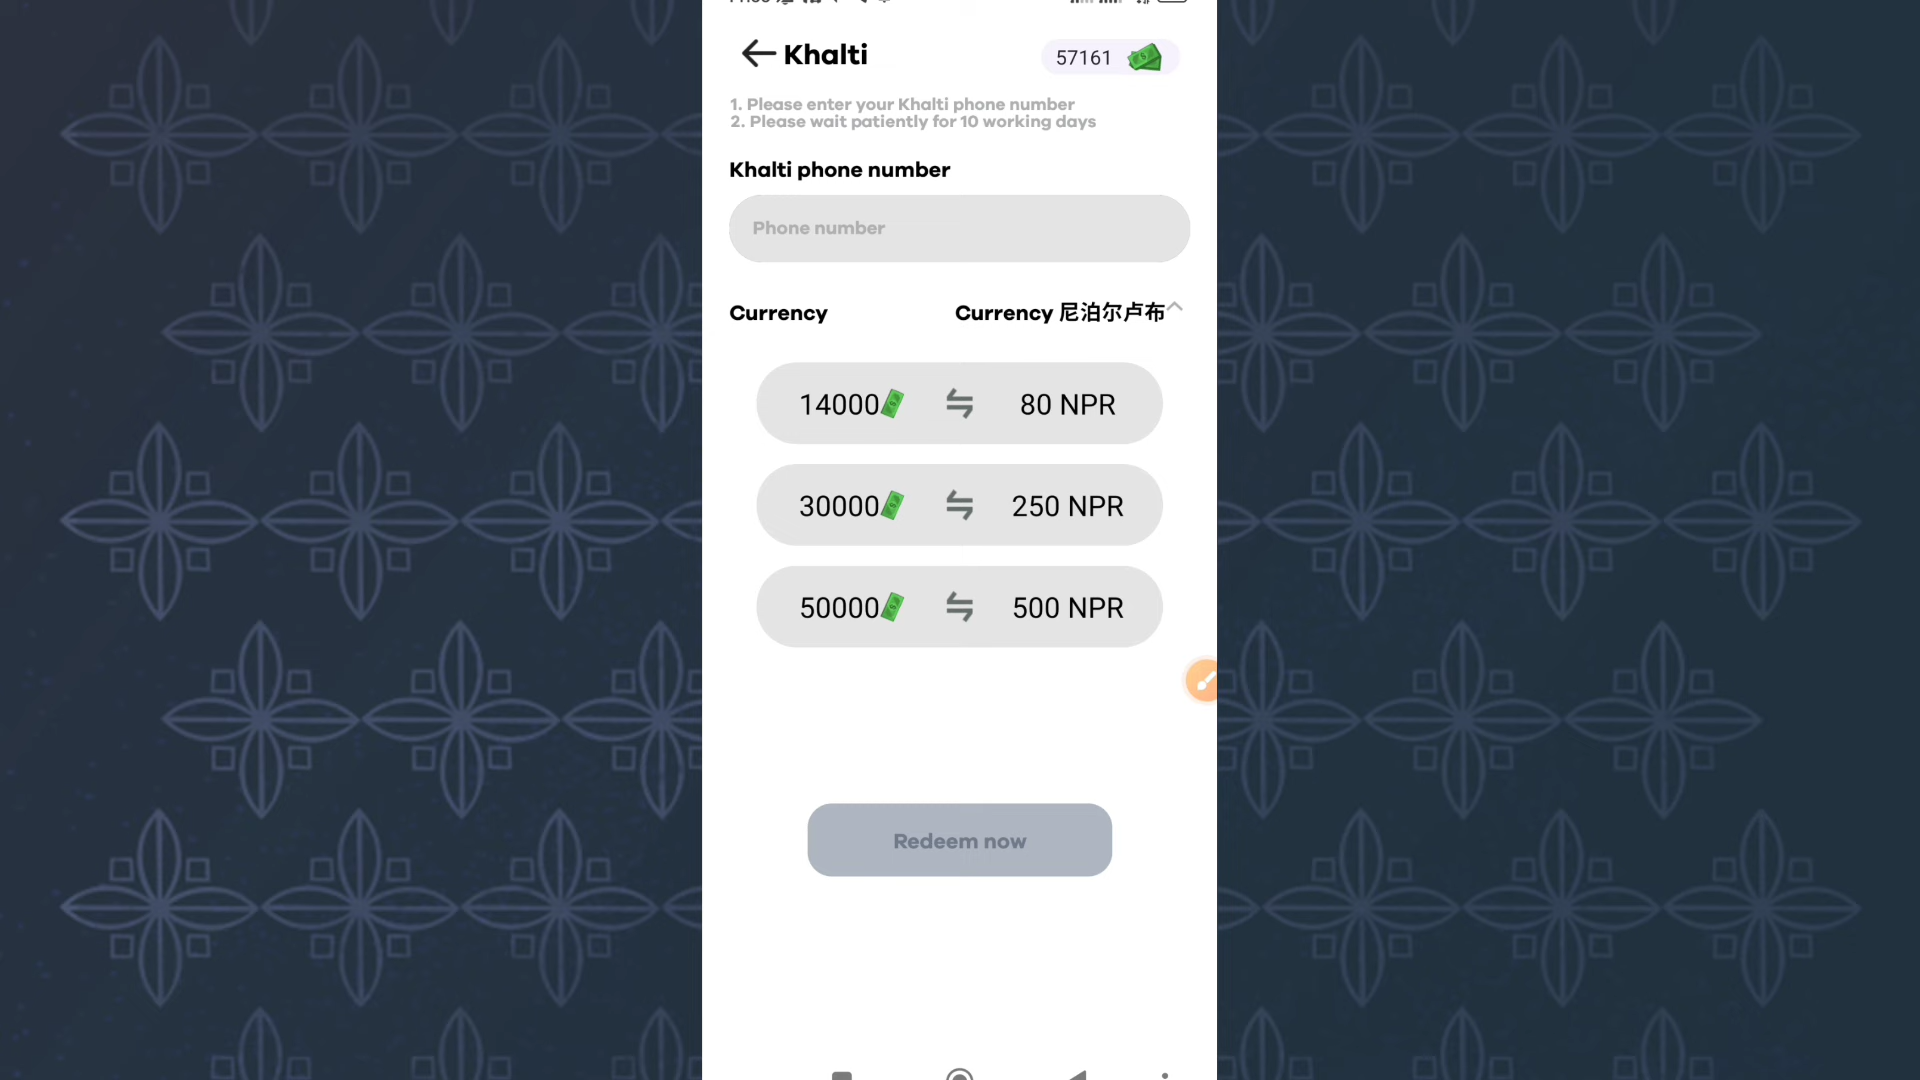 Khalti
57161
1. Please enter your Khalti phone number
2. Please wait patiently for 10 working days
Khalti phone number
Phone number
Currency
Currency 尼泊尔卢布
14000 80 NPR
30000 250 NPR
50000 500 NPR
Redeem now